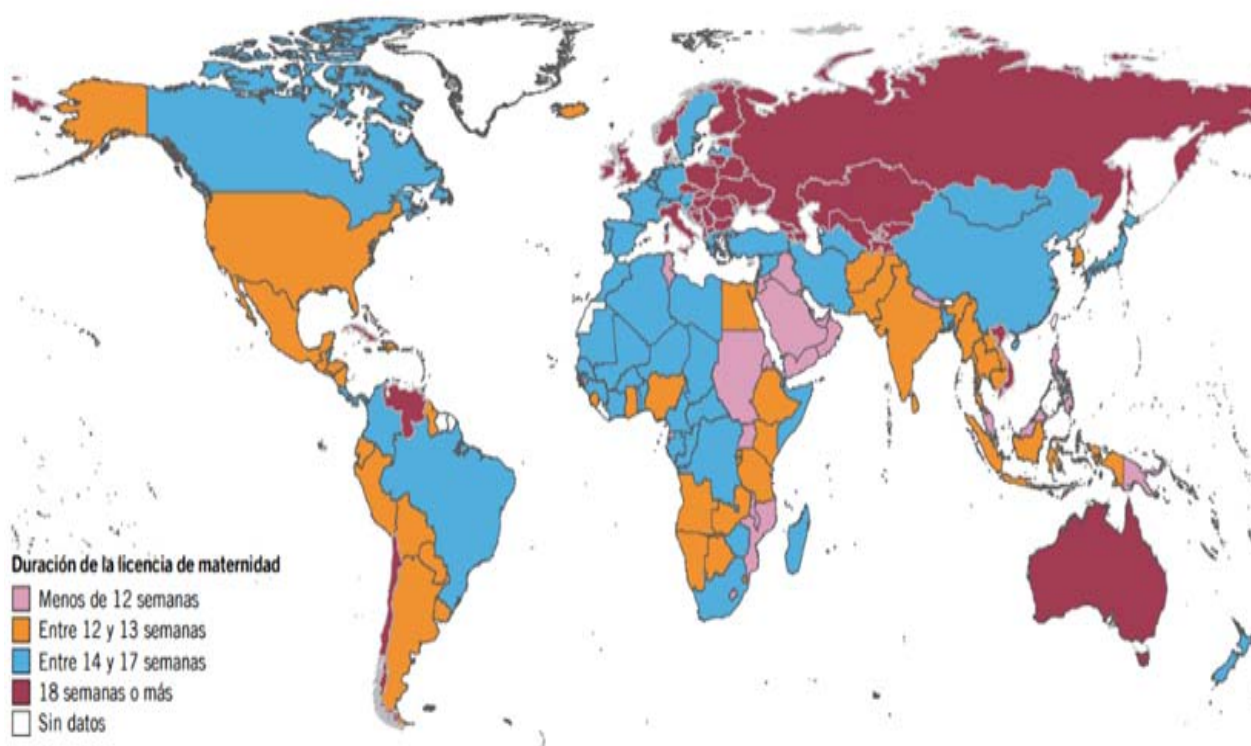 Duración de la licencia de maternidad
Menos de 12 semanas
Entre 12 y 13 semanas
Entre 14 y 17 semanas
18 semanas o más
Sin datos